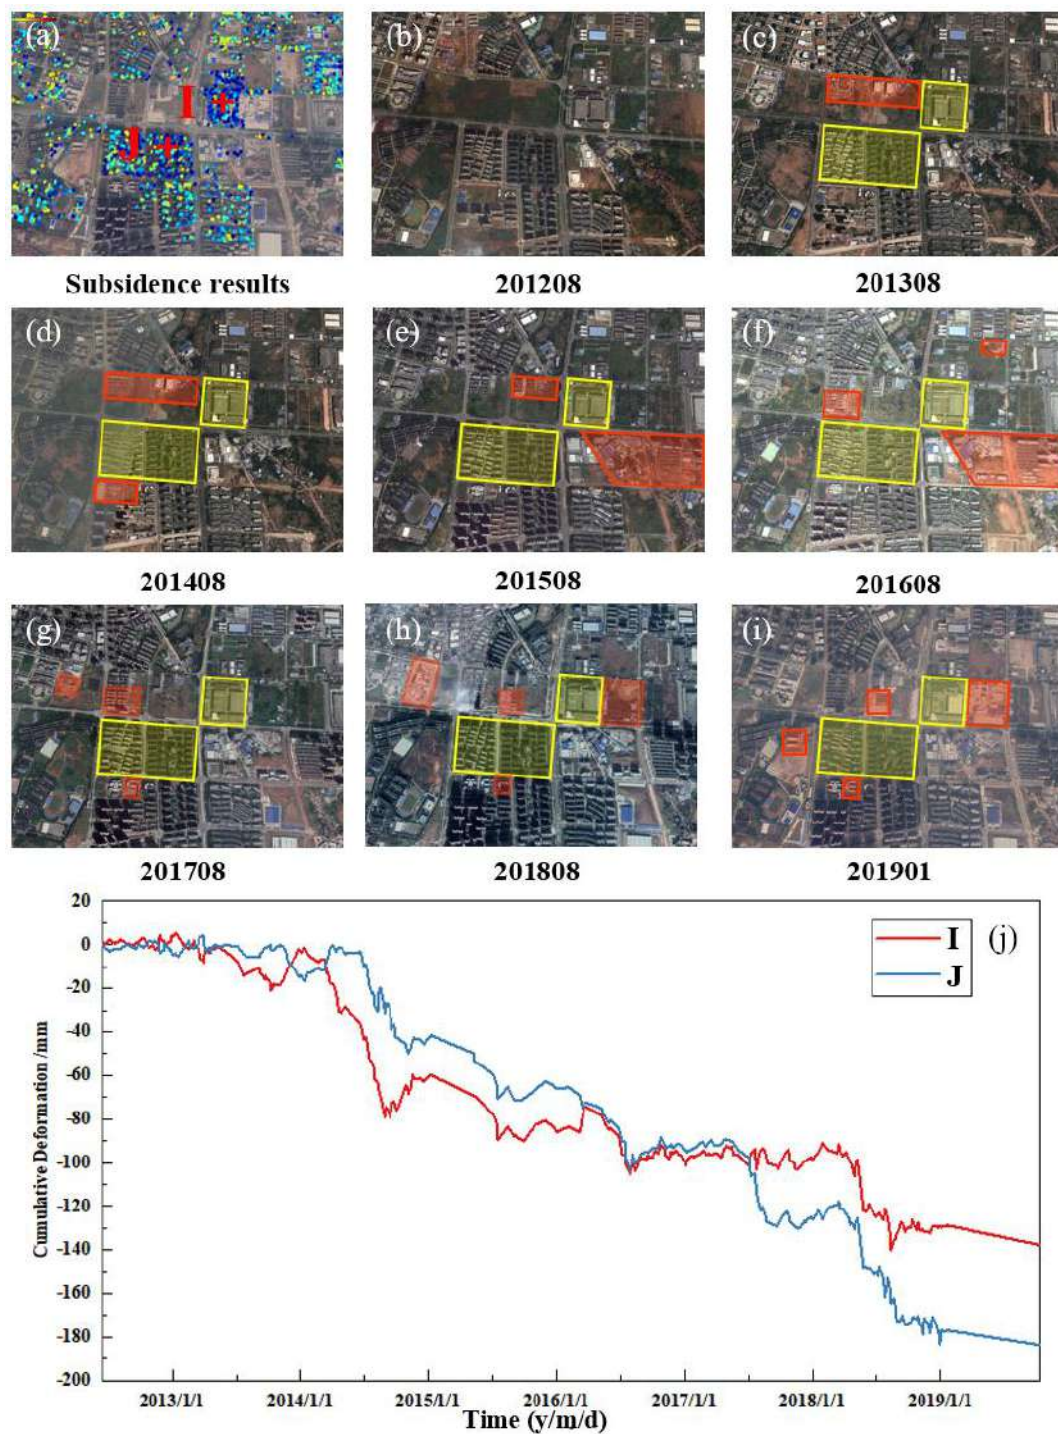 (a)
I +
J +
(b)
(c)
Subsidence results
201208
201308
(d)
(e)
(f)
201408
201508
201608
(g)
(h)
(i)
201708
201808
201901
(j)
I
J
20
0
-20
-40
-60
-80
-100
-120
-140
-160
-180
-200
Cumulative Deformation /mm
2013/1/1
2014/1/1
2015/1/1
2016/1/1
2017/1/1
2018/1/1
2019/1/1
Time (y/m/d)